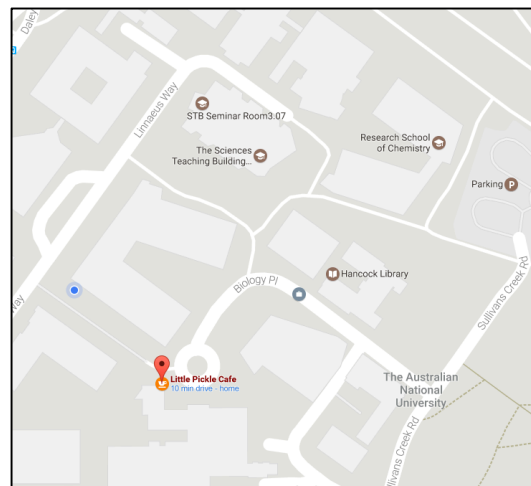 Daley
Linnaeus Way
STB Seminar Room3.07
The Sciences
Teaching Building...
Research School
of Chemistry
Parking
P
Hancock Library
Biology Pl
Sullivans Creek Rd
Way
Little Pickle Cafe
10 min drive - home
The Australian
National
University
Sullivans Creek Rd